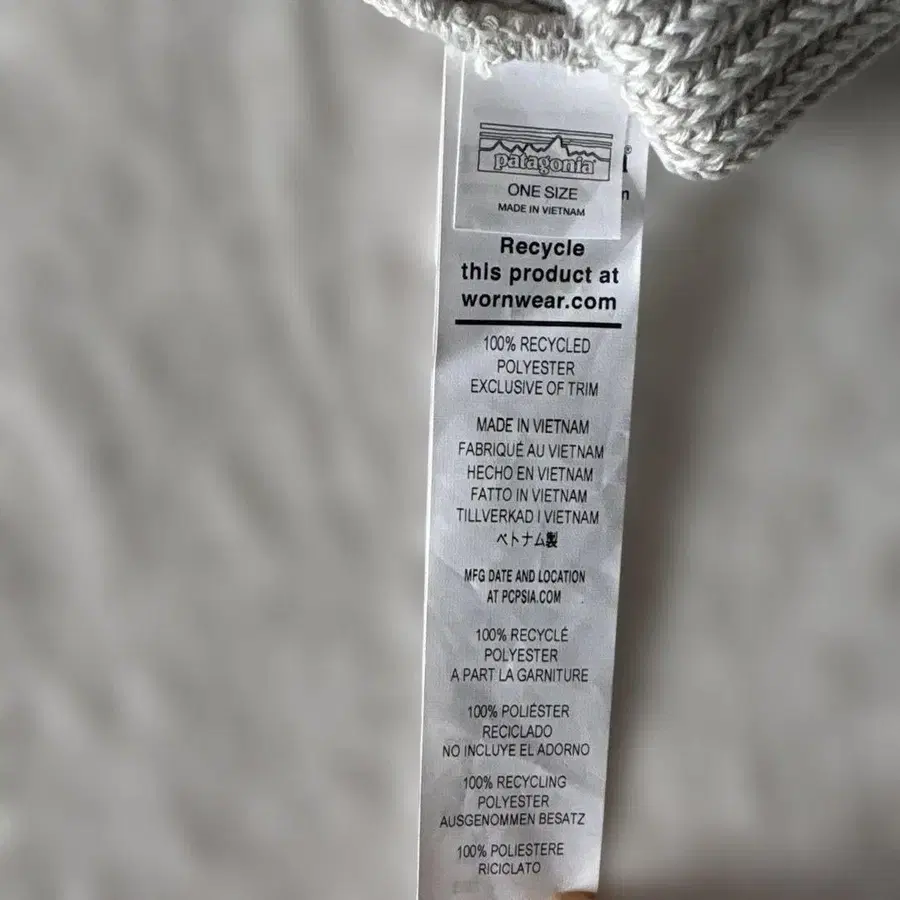 patagonia®
ONE SIZE
MADE IN VIETNAM
Recycle
this product at
wornwear.com
100% RECYCLED
POLYESTER
EXCLUSIVE OF TRIM
MADE IN VIETNAM
FABRIQUÉ AU VIETNAM
HECHO EN VIETNAM
FATTO IN VIETNAM
TILLVERKAD I VIETNAM
ベトナム製
MFG DATE AND LOCATION
AT PCPSIA.COM
100% RECYCLÉ
POLYESTER
A PART LA GARNITURE
100% POLIÉSTER
RECICLADO
NO INCLUYE EL ADORNO
100% RECYCLING
POLYESTER
AUSGENOMMEN BESATZ
100% POLIESTERE
RICICLATO